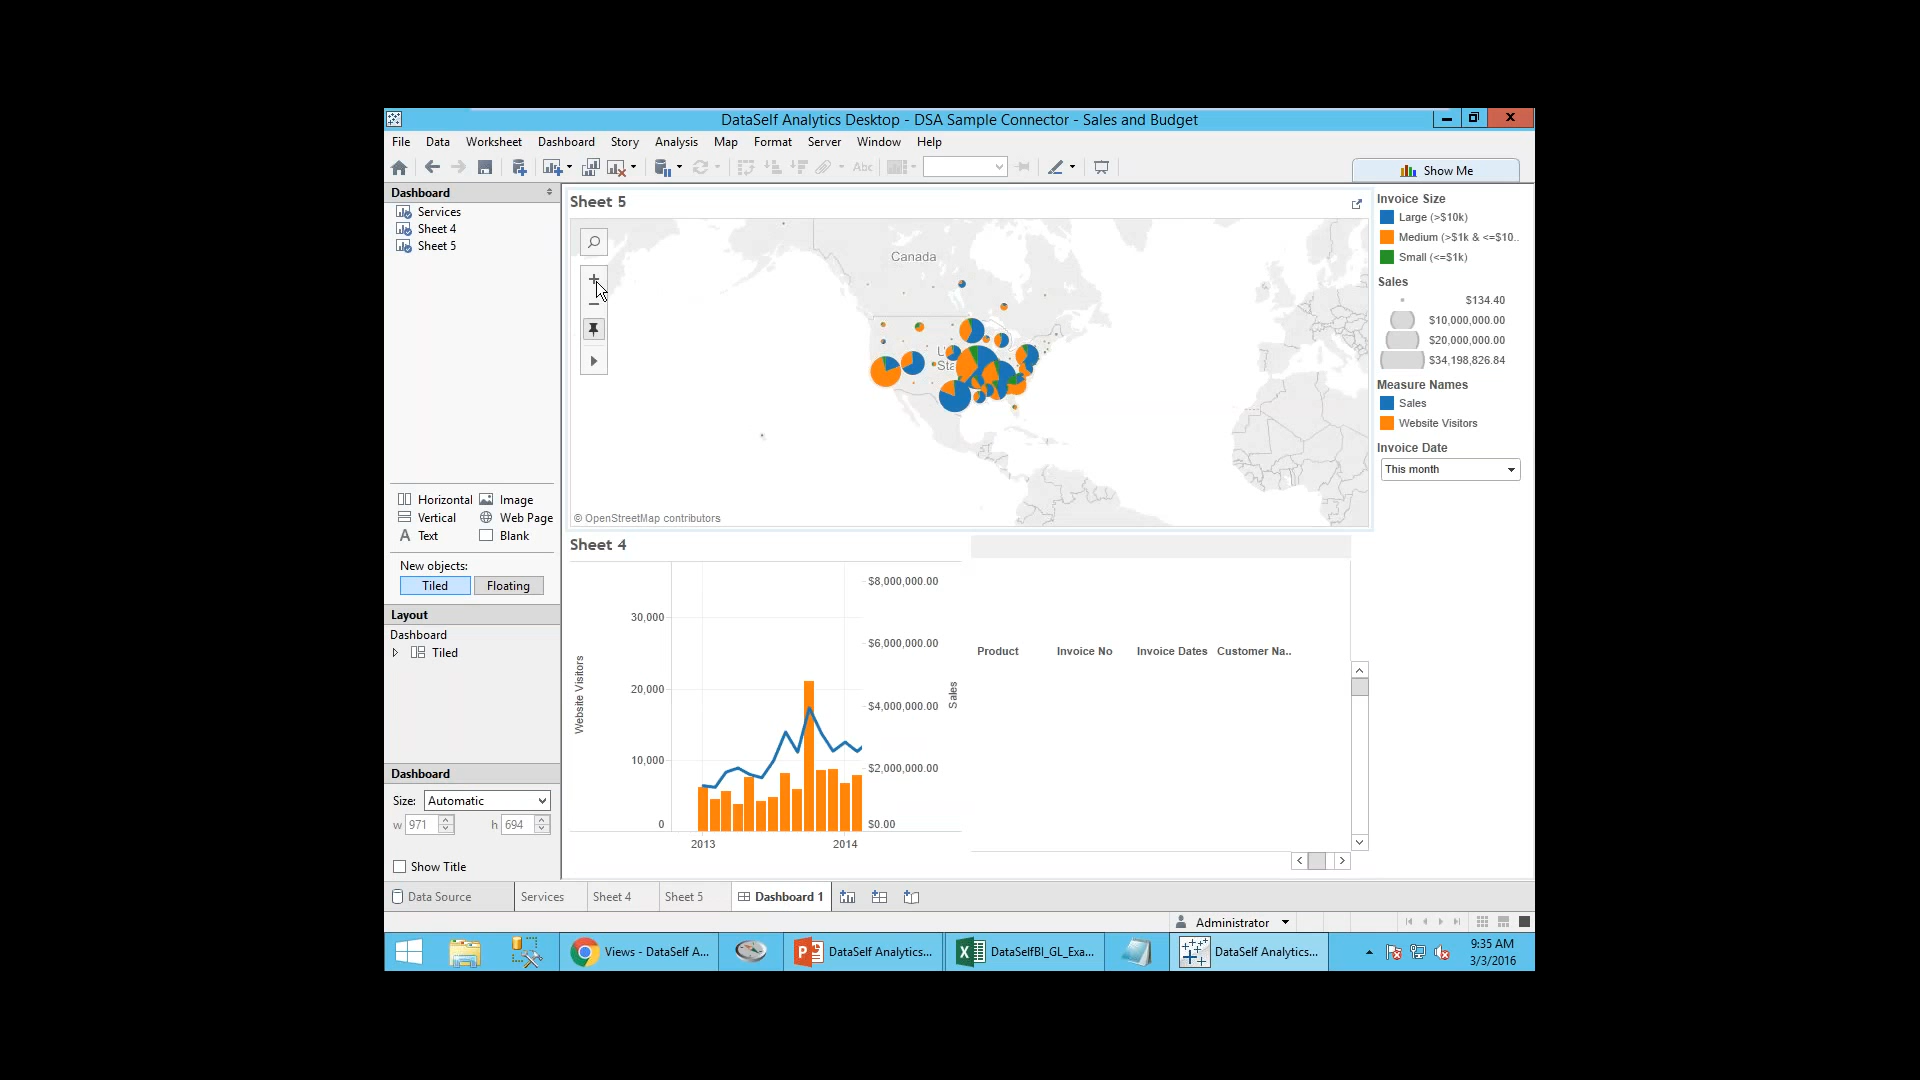 DataSelf Analytics Desktop - DSA Sample Connector - Sales and Budget
File Data Worksheet Dashboard Story Analysis Map Format Server Window Help
Abc
Show Me
Dashboard
Services
Sheet 4
Sheet 5
Horizontal Image
Vertical Web Page
A Text Blank
New objects:
Tiled Floating
Layout
Dashboard
Tiled
Dashboard
Size: Automatic
w 971 h 694
Show Title
Sheet 5
Canada
© OpenStreetMap contributors
Invoice Size
Large (>$10k)
Medium (>$1k & <=$10..
Small (<=$1k)
Sales
$134.40
$10,000,000.00
$20,000,000.00
$34,198,826.84
Measure Names
Sales
Website Visitors
Invoice Date
This month
Sheet 4
Website Visitors
30,000
20,000
10,000
0
$8,000,000.00
$6,000,000.00
$4,000,000.00
$2,000,000.00
$0.00
Sales
2013 2014
Product Invoice No Invoice Dates Customer Na..
Data Source Services Sheet 4 Sheet 5 Dashboard 1
Administrator
Views - DataSelf A... DataSelf Analytics... DataSelfBI_GL_Exa... DataSelf Analytics...
9:35 AM
3/3/2016